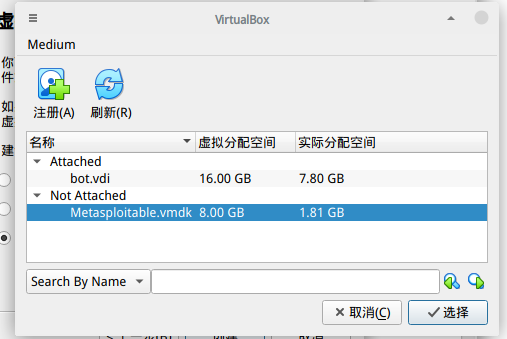 VirtualBox
Medium
注册(A) 刷新(R)
名称 虚拟分配空间 实际分配空间
Attached
bot.vdi 16.00 GB 7.80 GB
Not Attached
Metasploitable.vmdk 8.00 GB 1.81 GB
Search By Name
取消(C) 选择
虚
你
件
如
虚
建